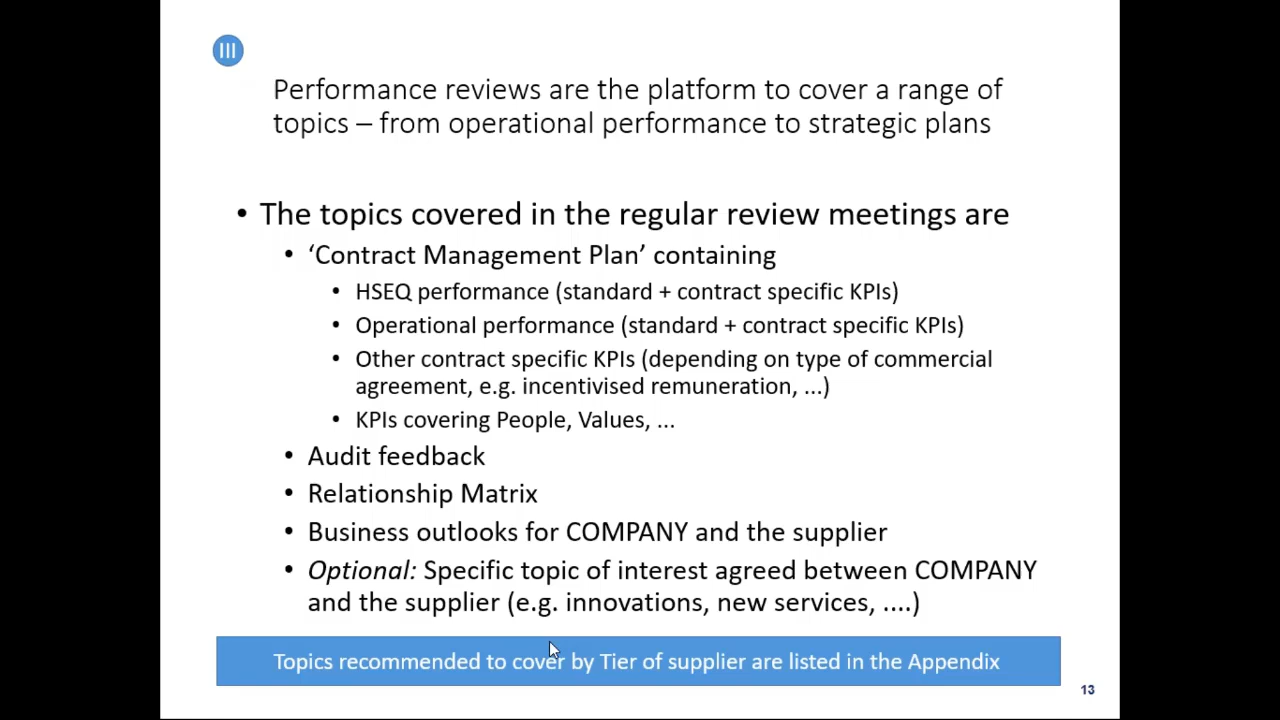 III
Performance reviews are the platform to cover a range of
topics – from operational performance to strategic plans
• The topics covered in the regular review meetings are
• ‘Contract Management Plan’ containing
• HSEQ performance (standard + contract specific KPIs)
• Operational performance (standard + contract specific KPIs)
• Other contract specific KPIs (depending on type of commercial
agreement, e.g. incentivised remuneration, ...)
• KPIs covering People, Values, ...
• Audit feedback
• Relationship Matrix
• Business outlooks for COMPANY and the supplier
• Optional: Specific topic of interest agreed between COMPANY
and the supplier (e.g. innovations, new services, ....)
Topics recommended to cover by Tier of supplier are listed in the Appendix
13